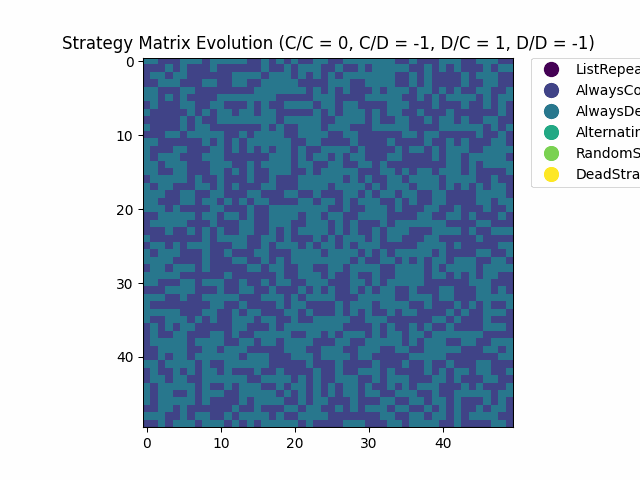 Strategy Matrix Evolution (C/C = 0, C/D = -1, D/C = 1, D/D = -1)
0
10
20
30
40
0
10
20
30
40
ListRepea
AlwaysCo
AlwaysDe
Alternatin
RandomS
DeadStra